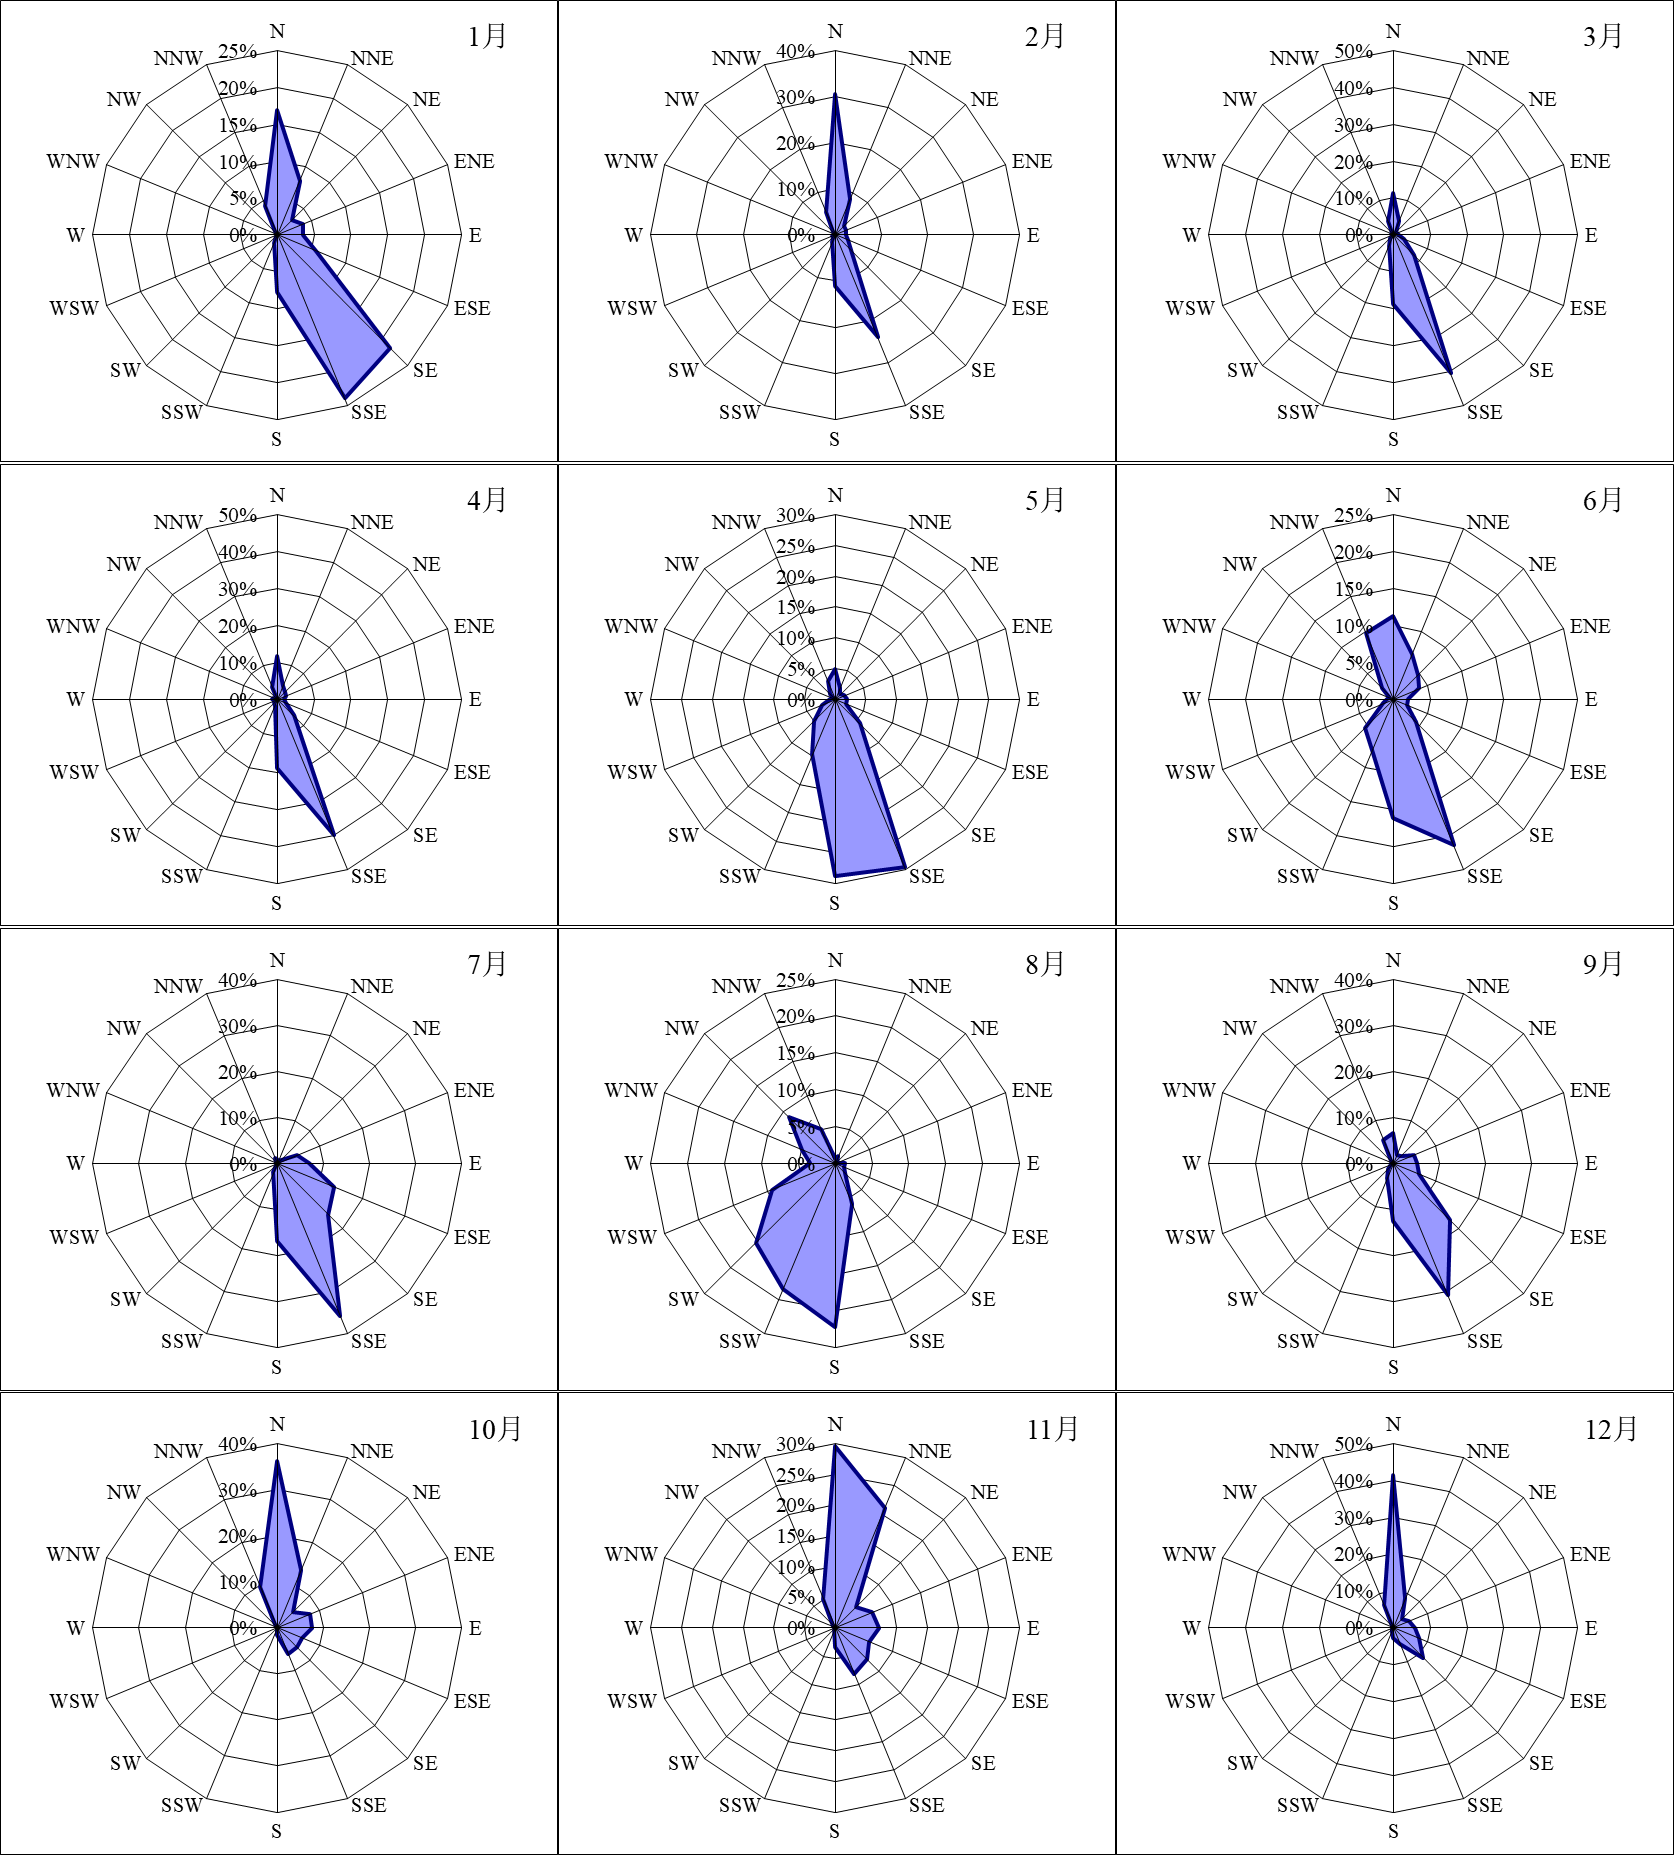 1月
N
NNE
NE
ENE
E
ESE
SE
SSE
S
SSW
SW
WSW
W
WNW
NW
NNW
25%
20%
15%
10%
5%
0%
2月
N
NNE
NE
ENE
E
ESE
SE
SSE
S
SSW
SW
WSW
W
WNW
NW
NNW
40%
30%
20%
10%
0%
3月
N
NNE
NE
ENE
E
ESE
SE
SSE
S
SSW
SW
WSW
W
WNW
NW
NNW
50%
40%
30%
20%
10%
0%
4月
N
NNE
NE
ENE
E
ESE
SE
SSE
S
SSW
SW
WSW
W
WNW
NW
NNW
50%
40%
30%
20%
10%
0%
5月
N
NNE
NE
ENE
E
ESE
SE
SSE
S
SSW
SW
WSW
W
WNW
NW
NNW
30%
25%
20%
15%
10%
5%
0%
6月
N
NNE
NE
ENE
E
ESE
SE
SSE
S
SSW
SW
WSW
W
WNW
NW
NNW
25%
20%
15%
10%
5%
0%
7月
N
NNE
NE
ENE
E
ESE
SE
SSE
S
SSW
SW
WSW
W
WNW
NW
NNW
40%
30%
20%
10%
0%
8月
N
NNE
NE
ENE
E
ESE
SE
SSE
S
SSW
SW
WSW
W
WNW
NW
NNW
25%
20%
15%
10%
5%
0%
9月
N
NNE
NE
ENE
E
ESE
SE
SSE
S
SSW
SW
WSW
W
WNW
NW
NNW
40%
30%
20%
10%
0%
10月
N
NNE
NE
ENE
E
ESE
SE
SSE
S
SSW
SW
WSW
W
WNW
NW
NNW
40%
30%
20%
10%
0%
11月
N
NNE
NE
ENE
E
ESE
SE
SSE
S
SSW
SW
WSW
W
WNW
NW
NNW
30%
25%
20%
15%
10%
5%
0%
12月
N
NNE
NE
ENE
E
ESE
SE
SSE
S
SSW
SW
WSW
W
WNW
NW
NNW
50%
40%
30%
20%
10%
0%